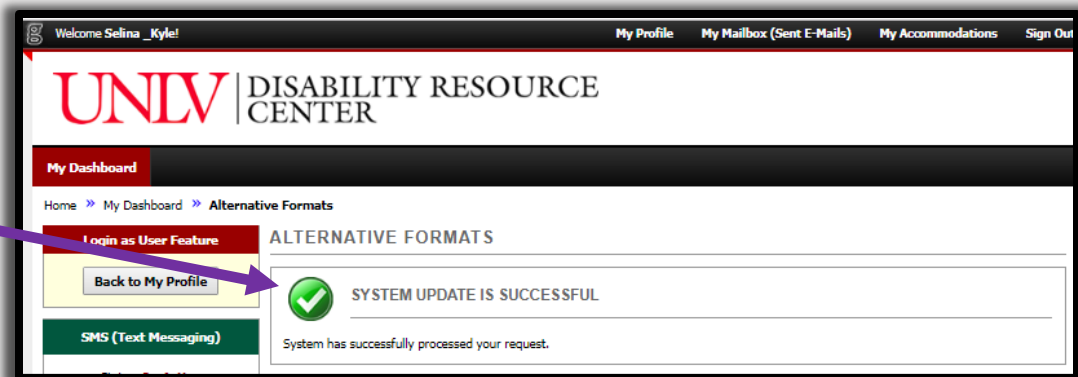 Welcome Selina _Kyle! My Profile My Mailbox (Sent E-Mails) My Accommodations Sign Out
UNLV DISABILITY RESOURCE
CENTER
My Dashboard
Home » My Dashboard » Alternative Formats
Login as User Feature
ALTERNATIVE FORMATS
Back to My Profile
SYSTEM UPDATE IS SUCCESSFUL
SMS (Text Messaging)
System has successfully processed your request.